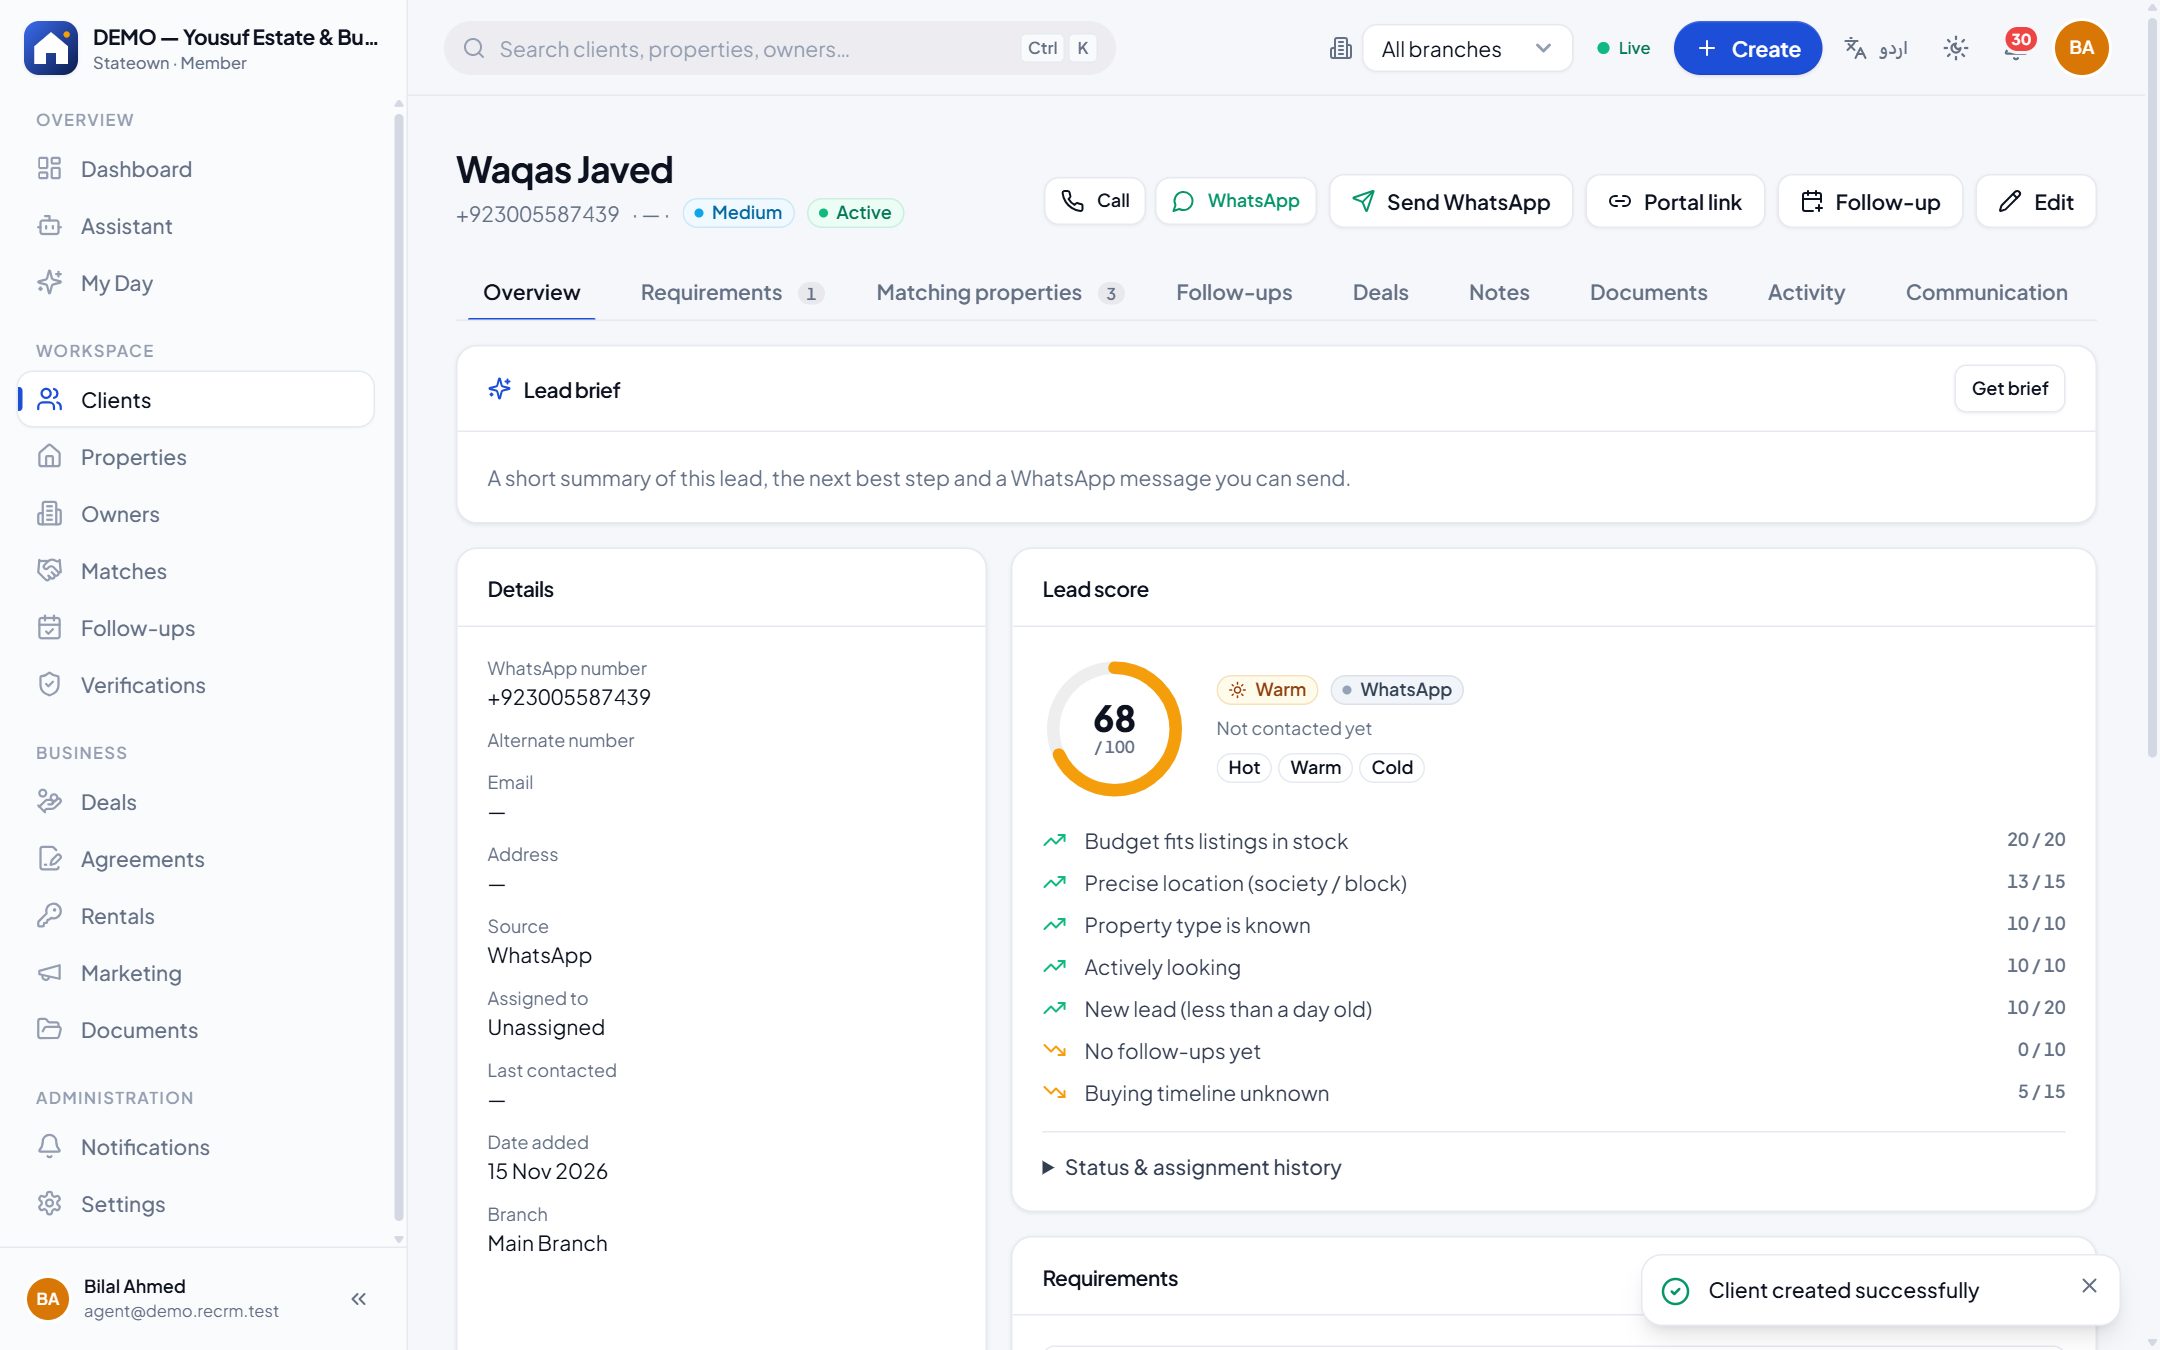 DEMO — Yousuf Estate & Bu...
Stateown · Member
OVERVIEW
Dashboard
Assistant
My Day
WORKSPACE
Clients
Properties
Owners
Matches
Follow-ups
Verifications
BUSINESS
Deals
Agreements
Rentals
Marketing
Documents
ADMINISTRATION
Notifications
Settings
BA
Bilal Ahmed
agent@demo.recrm.test
Search clients, properties, owners... Ctrl K
All branches
Live
+ Create
اردو
30
BA
Waqas Javed
+923005587439 · — · Medium Active
Call
WhatsApp
Send WhatsApp
Portal link
Follow-up
Edit
Overview
Requirements 1
Matching properties 3
Follow-ups
Deals
Notes
Documents
Activity
Communication
Lead brief
Get brief
A short summary of this lead, the next best step and a WhatsApp message you can send.
Details
WhatsApp number
+923005587439
Alternate number
Email
—
Address
—
Source
WhatsApp
Assigned to
Unassigned
Last contacted
—
Date added
15 Nov 2026
Branch
Main Branch
Lead score
68
/ 100
Warm WhatsApp
Not contacted yet
Hot Warm Cold
Budget fits listings in stock 20 / 20
Precise location (society / block) 13 / 15
Property type is known 10 / 10
Actively looking 10 / 10
New lead (less than a day old) 10 / 20
No follow-ups yet 0 / 10
Buying timeline unknown 5 / 15
Status & assignment history
Requirements
Client created successfully